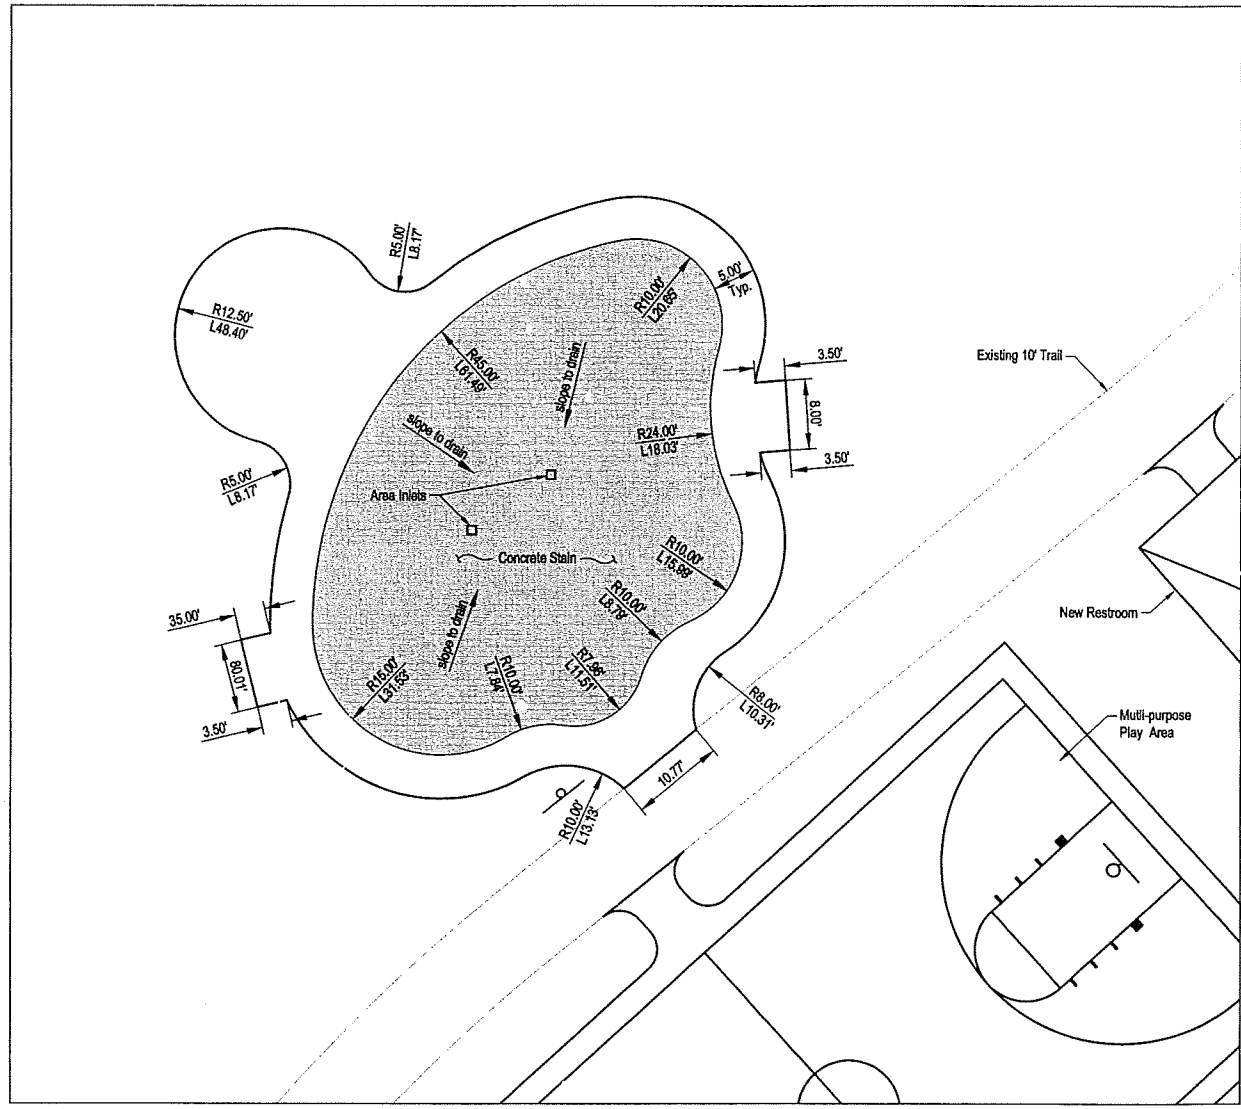 R5.00'
L8.17'
R12.50'
L48.40'
R10.00'
L20.65'
5.00'
Typ.
R45.00'
L61.49'
slope to drain
3.50'
8.00'
3.50'
Existing 10' Trail
slope to drain
R24.00'
L18.03'
R5.00'
L8.17'
Area Inlets
Concrete Stain
R10.00'
L15.99'
R10.00'
L8.79'
New Restroom
35.00'
80.01'
3.50'
slope to drain
R15.00'
L31.53'
R10.00'
L7.84'
R7.96'
L11.51'
R8.00'
L10.31'
Mutli-purpose
Play Area
10.77'
R10.00'
L13.13'